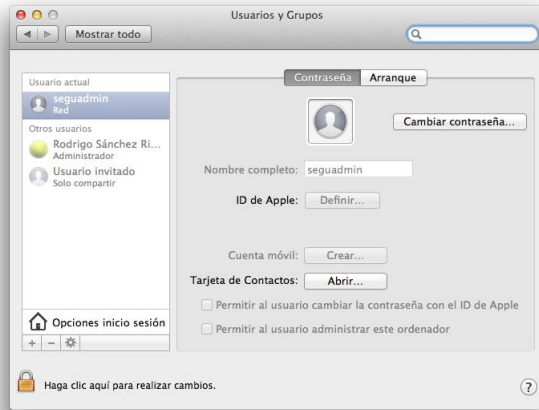 Usuarios y Grupos
Mostrar todo
Usuario actual
seguadmin
Red
Otros usuarios
Rodrigo Sánchez Ri...
Administrador
Usuario invitado
Solo compartir
Opciones inicio sesión
Contraseña Arranque
Cambiar contraseña...
Nombre completo: seguadmin
ID de Apple: Definir...
Cuenta móvil: Crear...
Tarjeta de Contactos: Abrir...
Permitir al usuario cambiar la contraseña con el ID de Apple
Permitir al usuario administrar este ordenador
Haga clic aquí para realizar cambios.
?